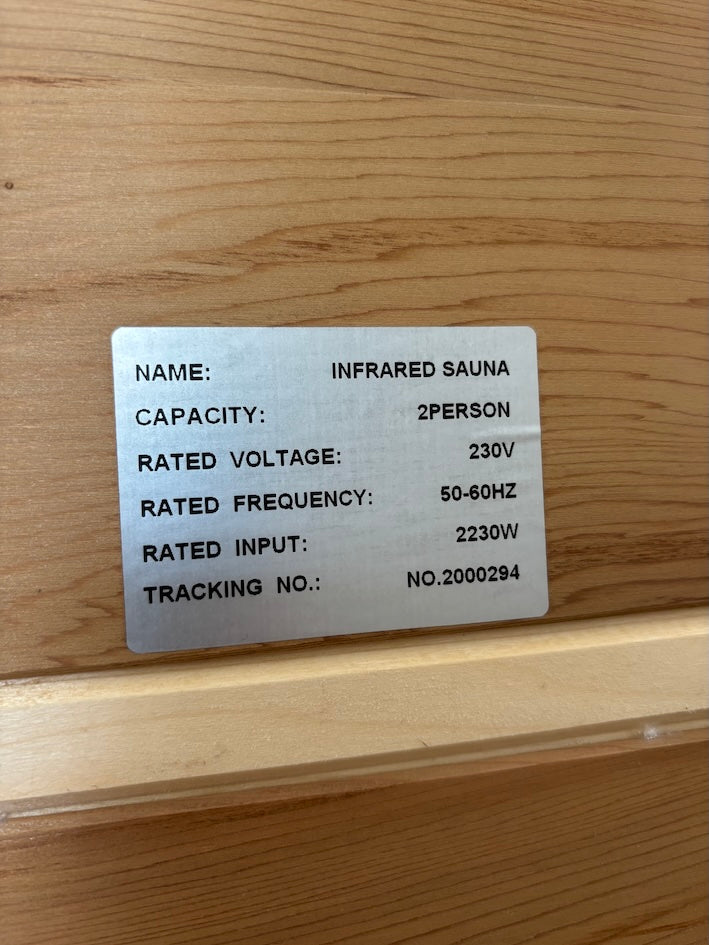 NAME: INFRARED SAUNA
CAPACITY: 2PERSON
RATED VOLTAGE: 230V
RATED FREQUENCY: 50-60HZ
RATED INPUT: 2230W
TRACKING NO.: NO.2000294